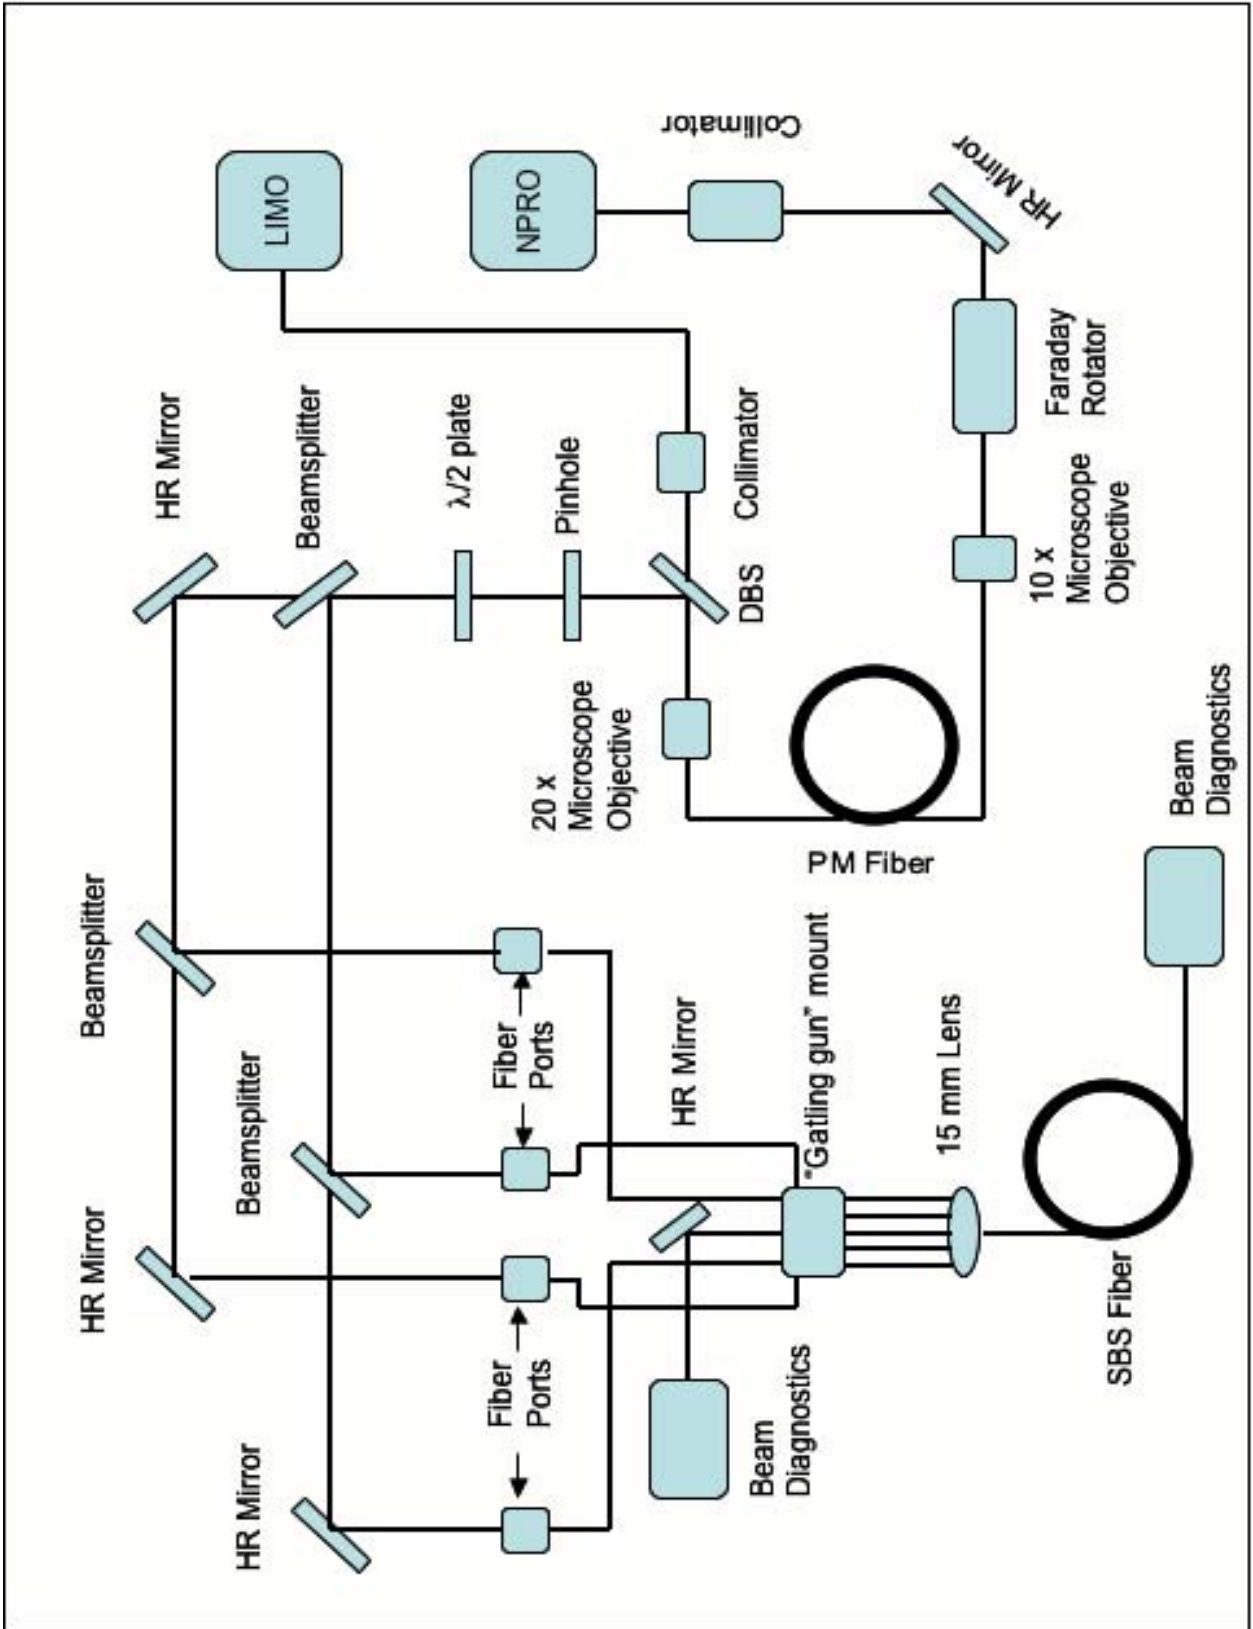 HR Mirror
HR Mirror
Beamsplitter
HR Mirror
HR Mirror
Beamsplitter
Beamsplitter
λ/2 plate
Pinhole
LIMO
Fiber
Ports
Fiber
Ports
20 x
Microscope
Objective
NPRO
HR Mirror
DBS
Collimator
Collimator
Beam
Diagnostics
"Gatling gun" mount
PM Fiber
15 mm Lens
10 x
Microscope
Objective
Faraday
Rotator
HR Mirror
SBS Fiber
Beam
Diagnostics